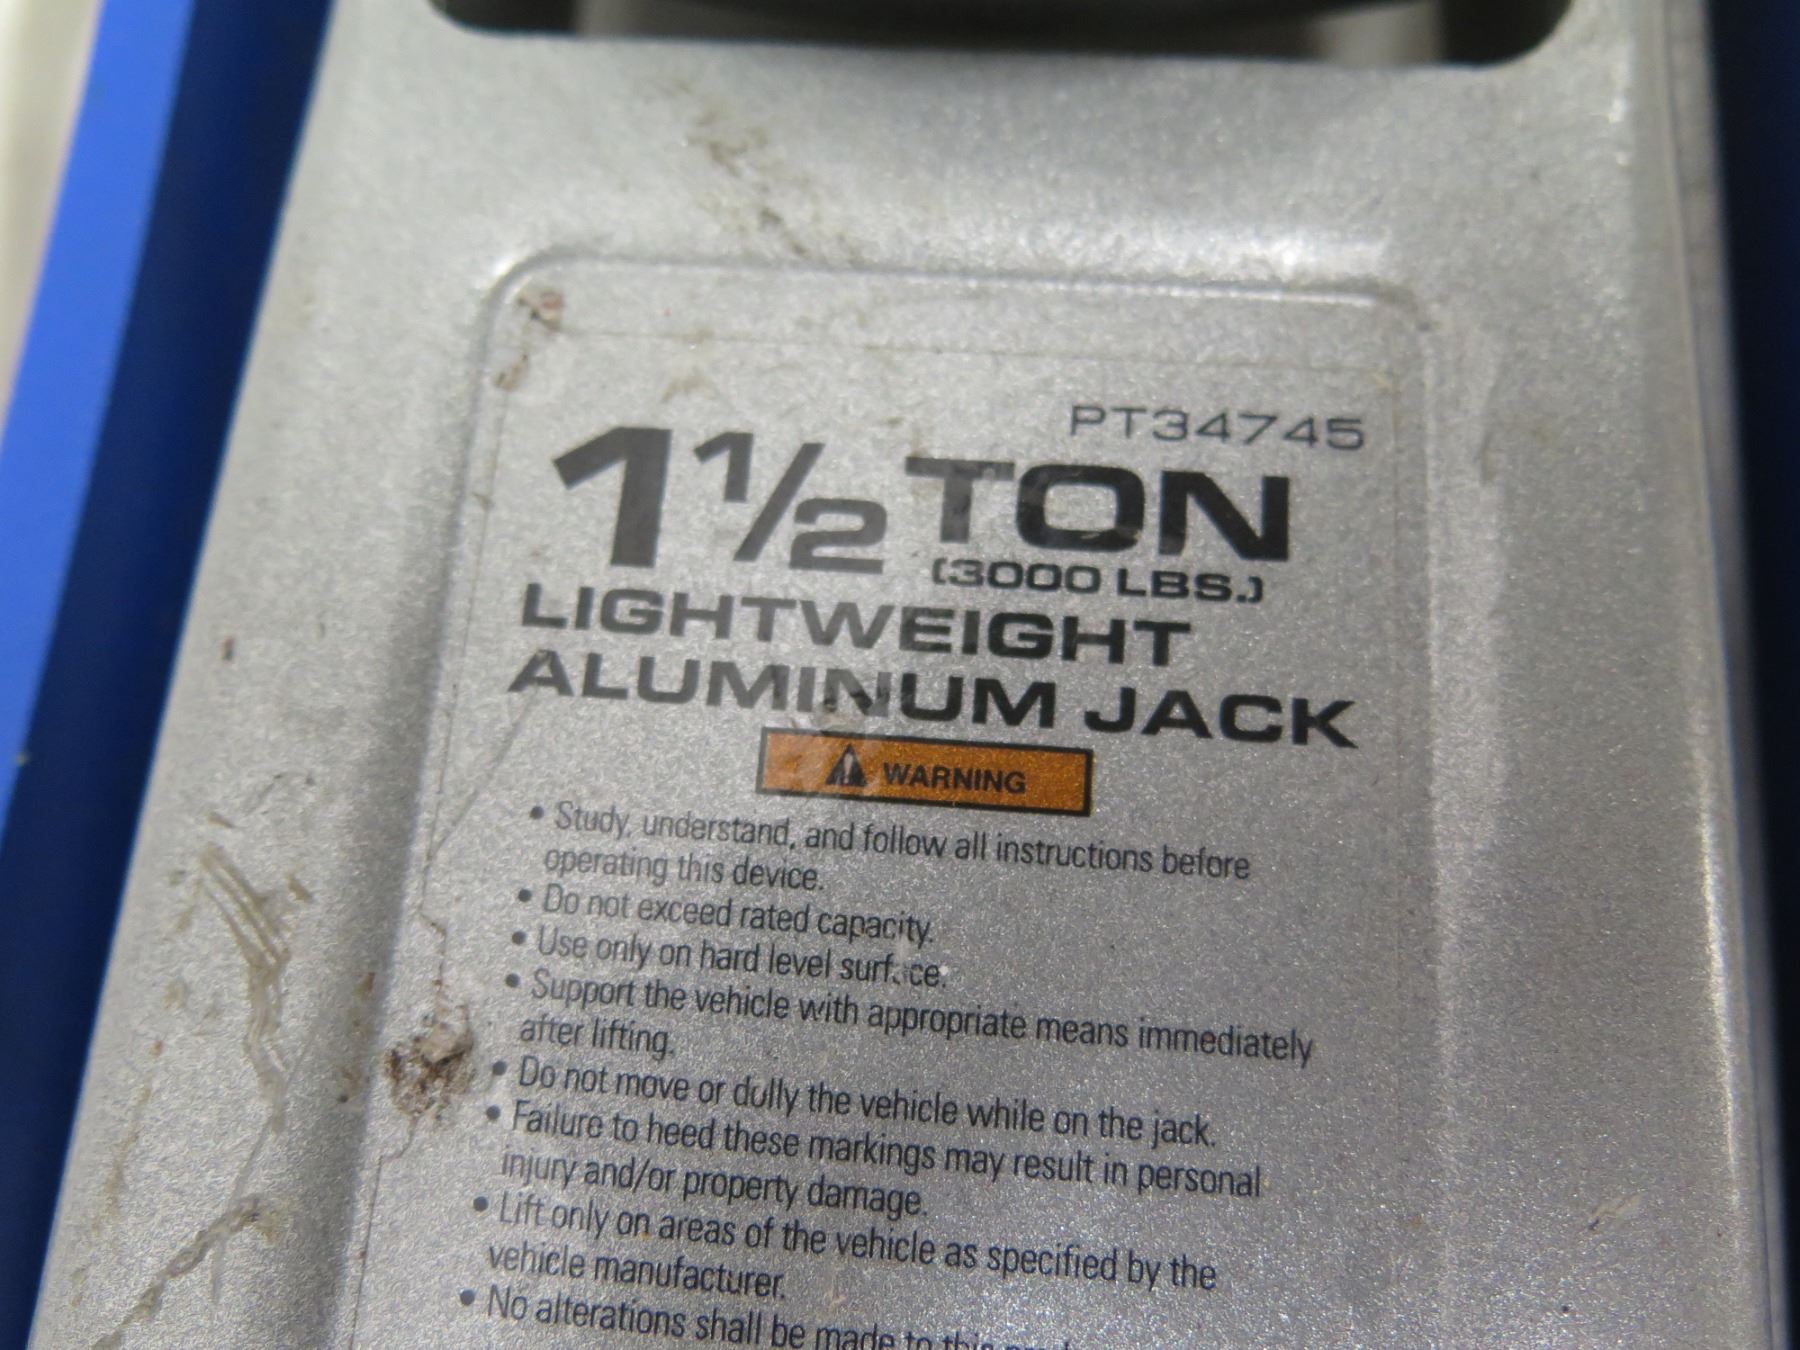 PT34745
1 1/2 TON
(3000 LBS.)
LIGHTWEIGHT
ALUMINUM JACK
WARNING
• Study, understand, and follow all instructions before
operating this device.
• Do not exceed rated capacity.
• Use only on hard level surface.
• Support the vehicle with appropriate means immediately
after lifting.
• Do not move or dolly the vehicle while on the jack.
• Failure to heed these markings may result in personal
injury and/or property damage.
• Lift only on areas of the vehicle as specified by the
vehicle manufacturer.
• No alterations shall be made to this